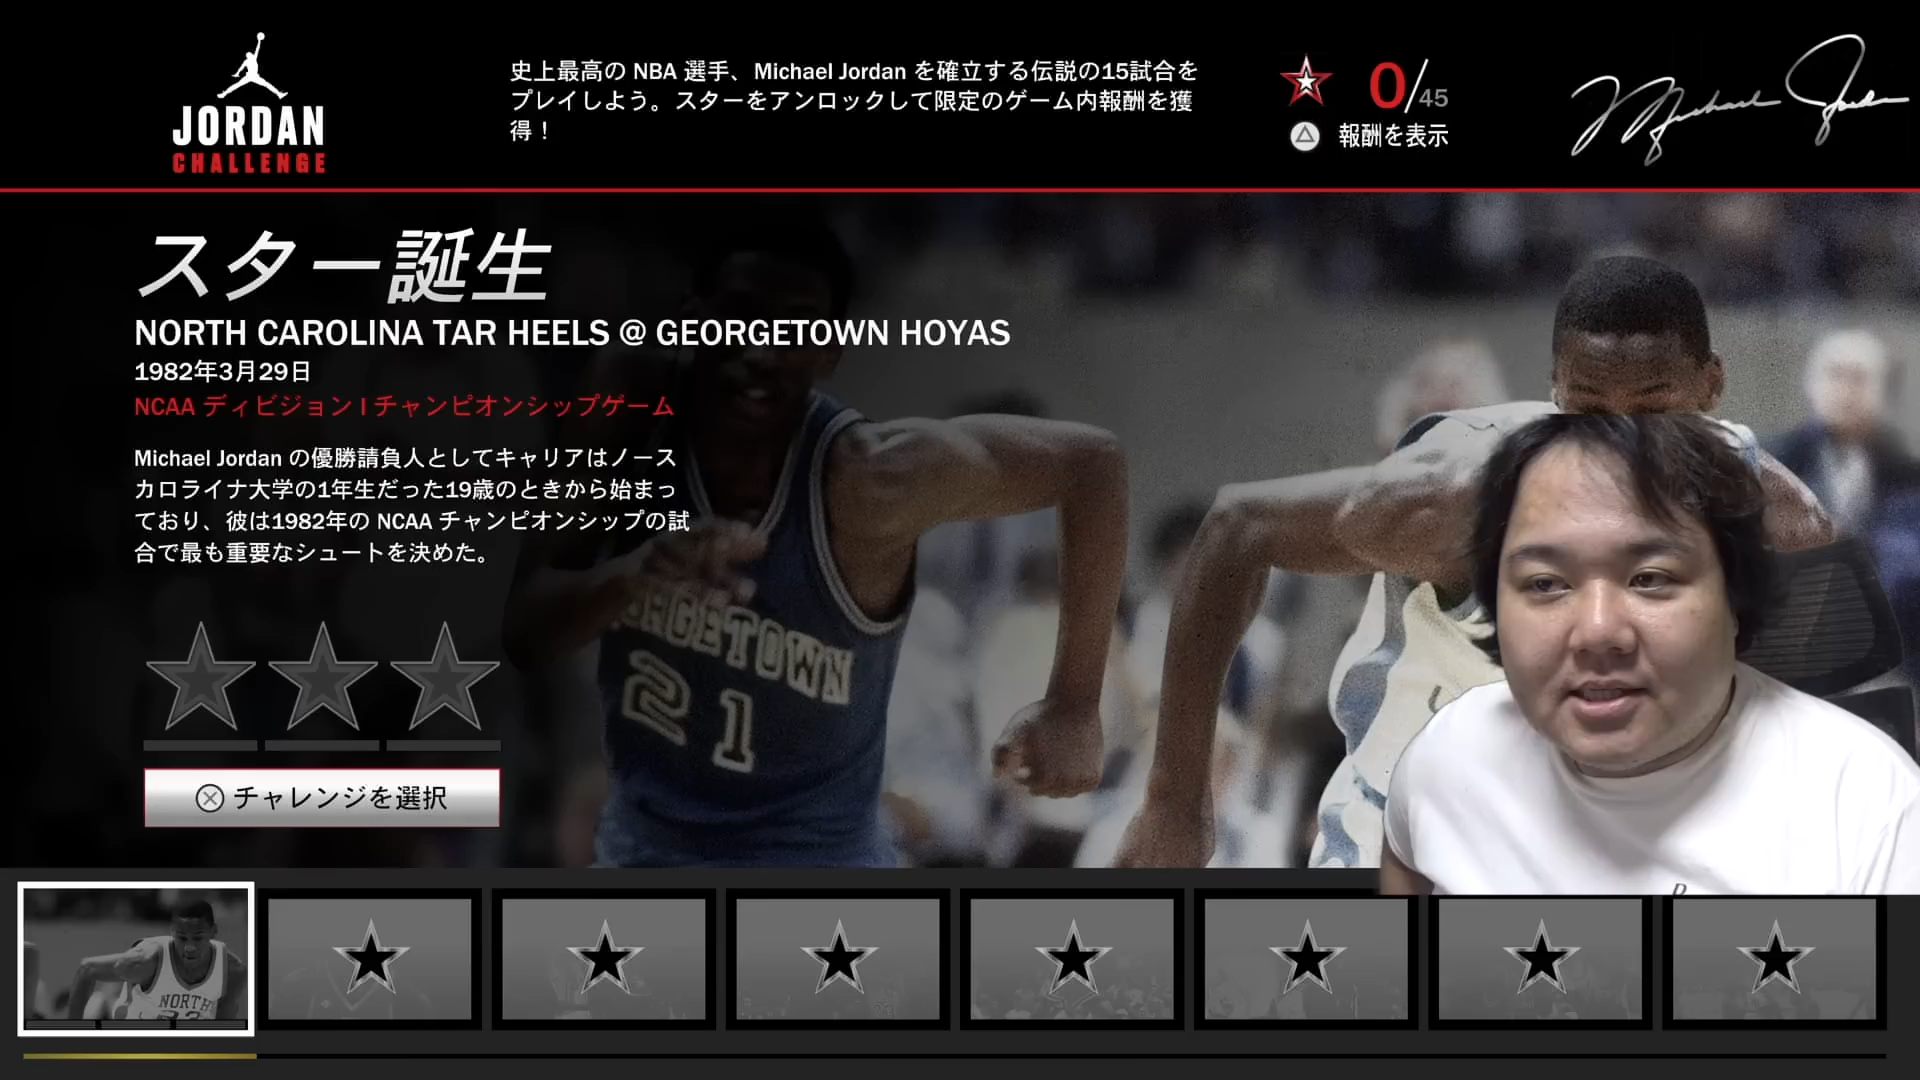 JORDAN
CHALLENGE
史上最高の NBA 選手、Michael Jordan を確立する伝説の15試合を
プレイしよう。スターをアンロックして限定のゲーム内報酬を獲
得！
0/45
報酬を表示
Michael Jordan
スター誕生
NORTH CAROLINA TAR HEELS @ GEORGETOWN HOYAS
1982年3月29日
NCAA ディビジョン I チャンピオンシップゲーム
Michael Jordan の優勝請負人としてキャリアはノース
カロライナ大学の1年生だった19歳のときから始まっ
ており、彼は1982年の NCAA チャンピオンシップの試
合で最も重要なシュートを決めた。
RGETOWN
21
チャレンジを選択
NORTH